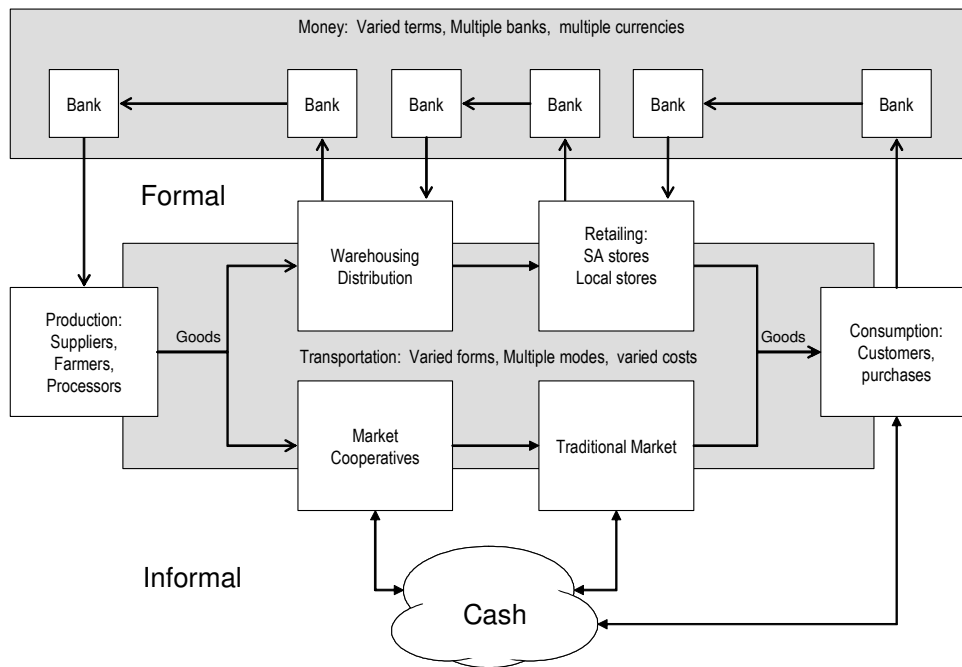 Money:  Varied terms, Multiple banks,  multiple currencies
Bank
Bank
Bank
Bank
Bank
Bank
Formal
Warehousing
Distribution
Retailing:
SA stores
Local stores
Production:
Suppliers,
Farmers,
Processors
Goods
Goods
Consumption:
Customers,
purchases
Transportation:  Varied forms, Multiple modes,  varied costs
Market
Cooperatives
Traditional Market
Informal
Cash